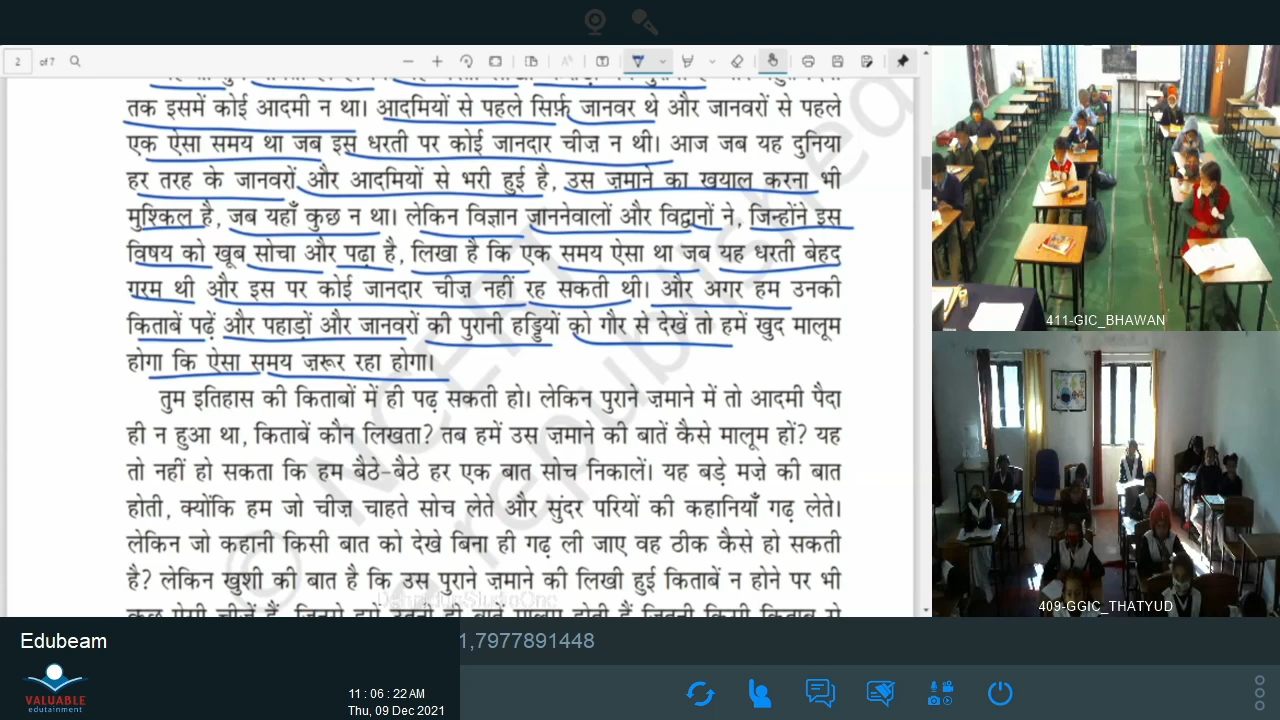 2 of 7
तक इसमें कोई आदमी न था। आदमियों से पहले सिर्फ़ जानवर थे और जानवरों से पहले
एक ऐसा समय था जब इस धरती पर कोई जानदार चीज़ न थी। आज जब यह दुनिया
हर तरह के जानवरों और आदमियों से भरी हुई है, उस ज़माने का खयाल करना भी
मुश्किल है, जब यहाँ कुछ न था। लेकिन विज्ञान जाननेवालों और विद्वानों ने, जिन्होंने इस
विषय को खूब सोचा और पढ़ा है, लिखा है कि एक समय ऐसा था जब यह धरती बेहद
गरम थी और इस पर कोई जानदार चीज़ नहीं रह सकती थी। और अगर हम उनकी
किताबें पढ़ें और पहाड़ों और जानवरों की पुरानी हड्डियों को गौर से देखें तो हमें खुद मालूम
होगा कि ऐसा समय ज़रूर रहा होगा।
तुम इतिहास की किताबों में ही पढ़ सकती हो। लेकिन पुराने ज़माने में तो आदमी पैदा
ही न हुआ था, किताबें कौन लिखता? तब हमें उस ज़माने की बातें कैसे मालूम हों? यह
तो नहीं हो सकता कि हम बैठे-बैठे हर एक बात सोच निकालें। यह बड़े मज़े की बात
होती, क्योंकि हम जो चीज़ चाहते सोच लेते और सुंदर परियों की कहानियाँ गढ़ लेते।
लेकिन जो कहानी किसी बात को देखे बिना ही गढ़ ली जाए वह ठीक कैसे हो सकती
है? लेकिन खुशी की बात है कि उस पुराने ज़माने की लिखी हुई किताबें न होने पर भी
© NCERT
republished
DehradunStudioOne
411-GIC_BHAWAN
409-GGIC_THATYUD
Edubeam
1,7977891448
VALUABLE
edutainment
11 : 06 : 22 AM
Thu, 09 Dec 2021